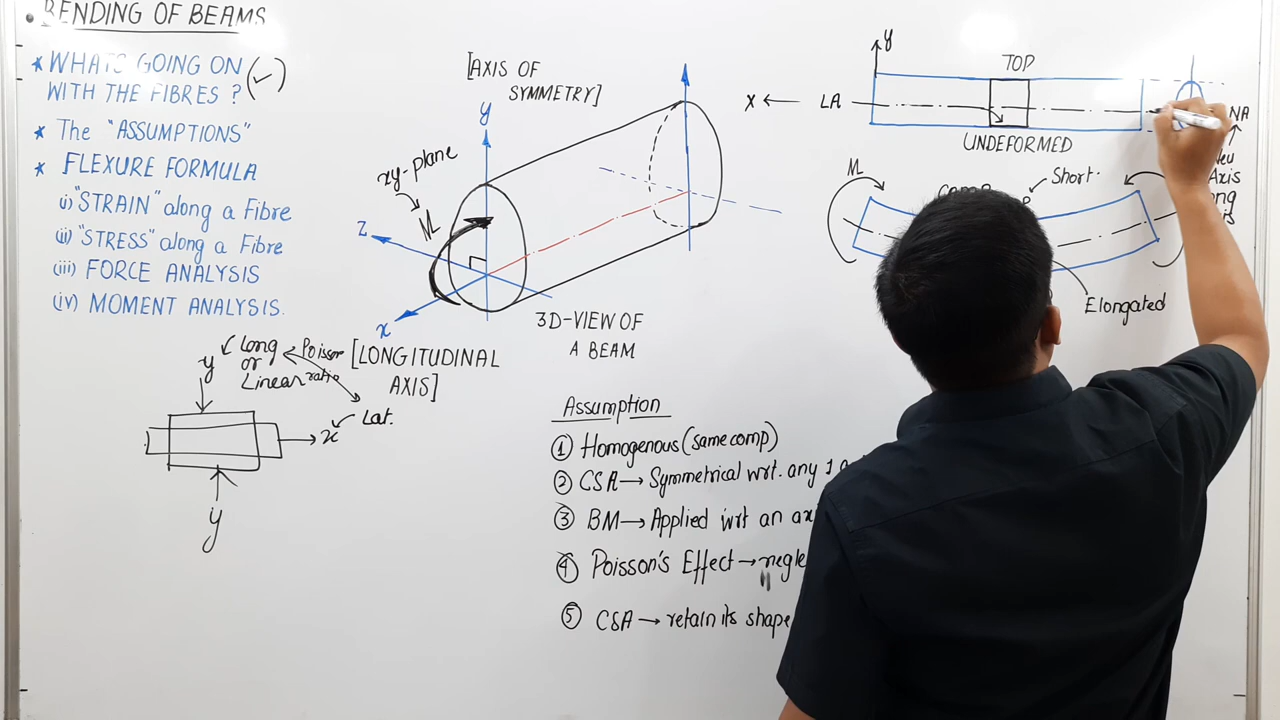 • BENDING OF BEAMS
* WHAT'S GOING ON
WITH THE FIBRES ? (✓)
* The "ASSUMPTIONS"
* FLEXURE FORMULA
i) "STRAIN" along a Fibre
(ii) "STRESS" along a Fibre
(iii) FORCE ANALYSIS
(iv) MOMENT ANALYSIS.
y
Long
or
Linear
Poisson
ratio
x
Lat.
y
[AXIS OF
SYMMETRY]
y
xy-plane
M
z
x
[LONGITUDINAL
AXIS]
3D-VIEW OF
A BEAM
Assumption
① Homogenous (same comp)
② CSA → Symmetrical wrt. any 1
③ BM → Applied wrt an
④ Poisson's Effect →
⑤ CSA → retain its shape
y
TOP
x ← LA
UNDEFORMED
NA
Axis
M
Short.
Elongated